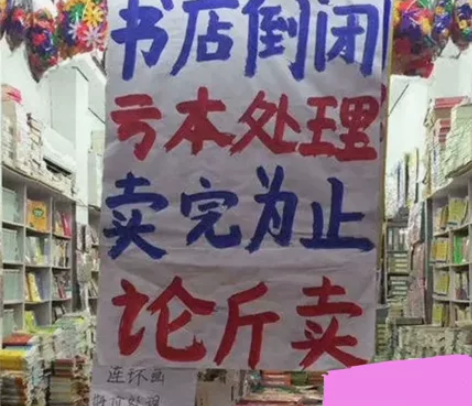 书店倒闭
亏本处理
卖完为止
论斤卖
连环画